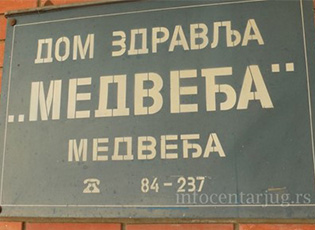 ДОМ ЗДРАВЉА
„МЕДВЕЂА"
МЕДВЕЂА
☎ 84-237
infocentarjug.rs